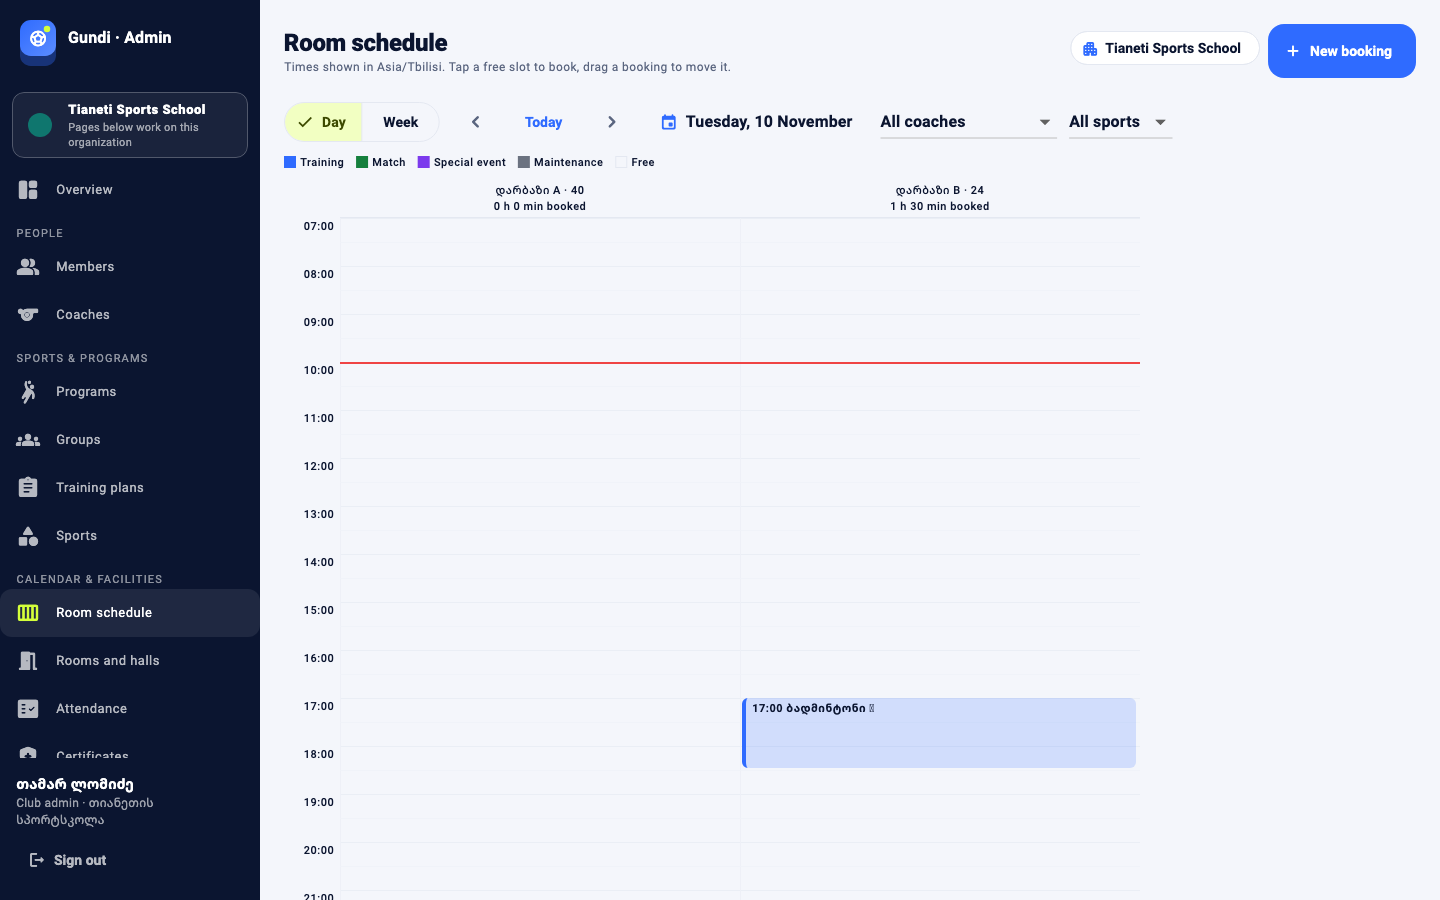 Gundi · Admin
Tianeti Sports School
Pages below work on this
organization
Overview
PEOPLE
Members
Coaches
SPORTS & PROGRAMS
Programs
Groups
Training plans
Sports
CALENDAR & FACILITIES
Room schedule
Rooms and halls
Attendance
Certificates
თამარ ლომიძე
Club admin · თიანეთის
სპორტსკოლა
Sign out
Room schedule
Times shown in Asia/Tbilisi. Tap a free slot to book, drag a booking to move it.
Tianeti Sports School
New booking
Day
Week
Today
Tuesday, 10 November
All coaches
All sports
Training
Match
Special event
Maintenance
Free
დარბაზი A · 40
0 h 0 min booked
დარბაზი B · 24
1 h 30 min booked
07:00
08:00
09:00
10:00
11:00
12:00
13:00
14:00
15:00
16:00
17:00
17:00 ბადმინტონი
18:00
19:00
20:00
21:00